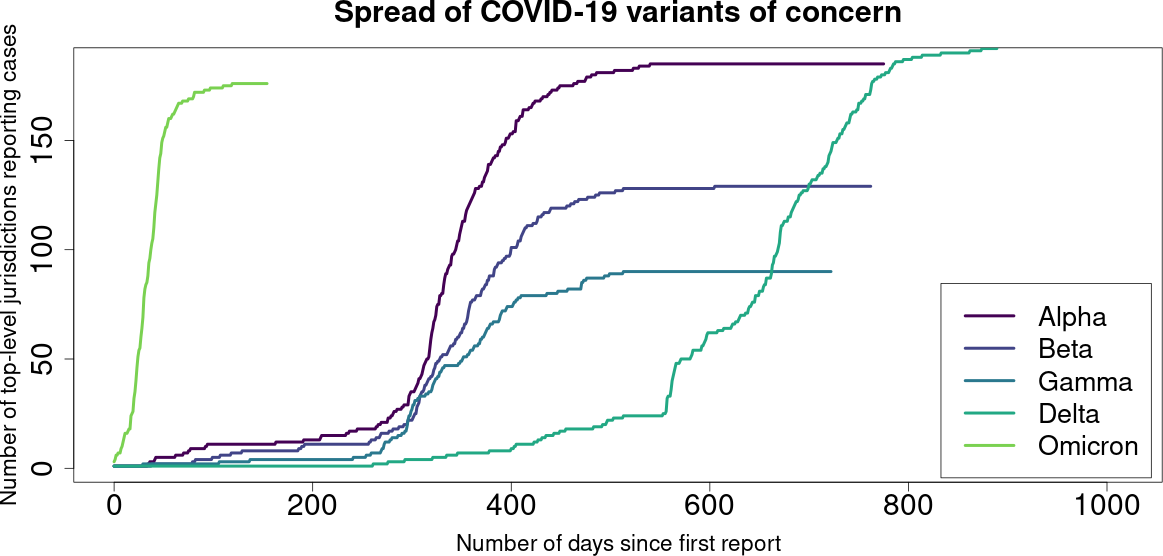 Spread of COVID-19 variants of concern
Number of top-level jurisdictions reporting cases
150
100
50
0
0 200 400 600 800 1000
Number of days since first report
Alpha
Beta
Gamma
Delta
Omicron